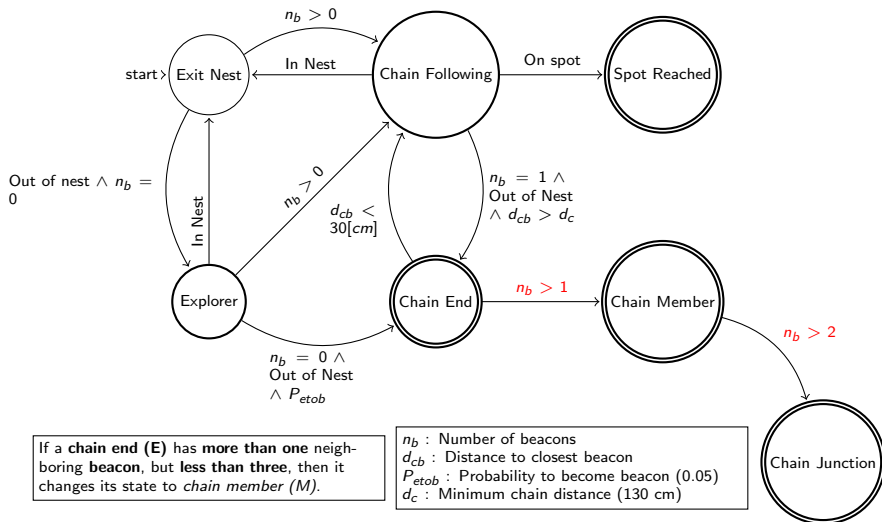 n_b > 0
start
Exit Nest
In Nest
Chain Following
On spot
Spot Reached
Out of nest ∧ n_b =
0
In Nest
n_b > 0
d_cb <
30[cm]
n_b = 1 ∧
Out of Nest
∧ d_cb > d_c
Explorer
Chain End
n_b > 1
Chain Member
n_b > 2
n_b = 0 ∧
Out of Nest
∧ P_etob
Chain Junction
If a chain end (E) has more than one neigh-
boring beacon, but less than three, then it
changes its state to chain member (M).
n_b : Number of beacons
d_cb : Distance to closest beacon
P_etob : Probability to become beacon (0.05)
d_c : Minimum chain distance (130 cm)